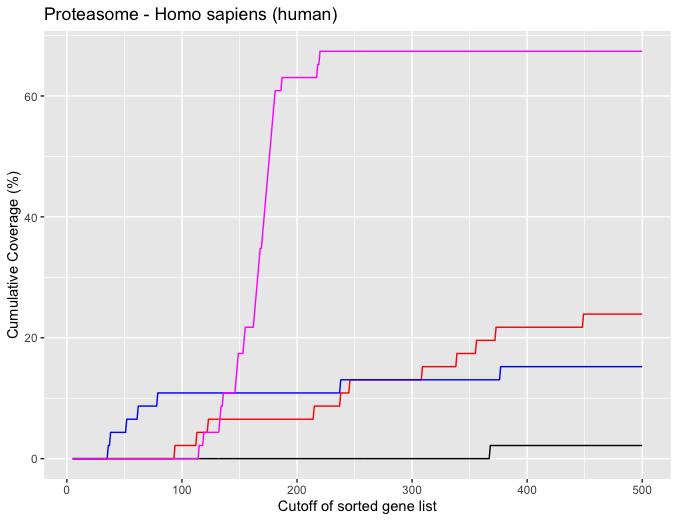 Proteasome - Homo sapiens (human)
Cumulative Coverage (%)
60
40
20
0
0 100 200 300 400 500
Cutoff of sorted gene list